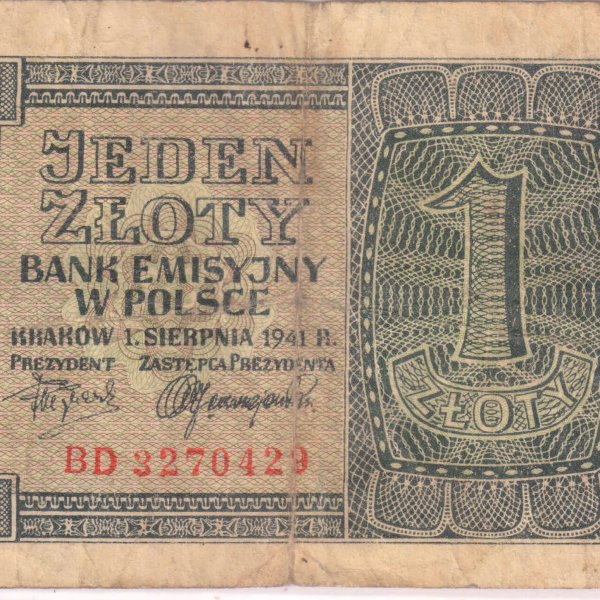 JEDEN
ZŁOTY
BANK EMISYJNY
W POLSCE
KRAKÓW 1. SIERPNIA 1941 R.
PREZYDENT ZASTĘPCA PREZYDENTA
BD 3270429
1
ZŁOTY